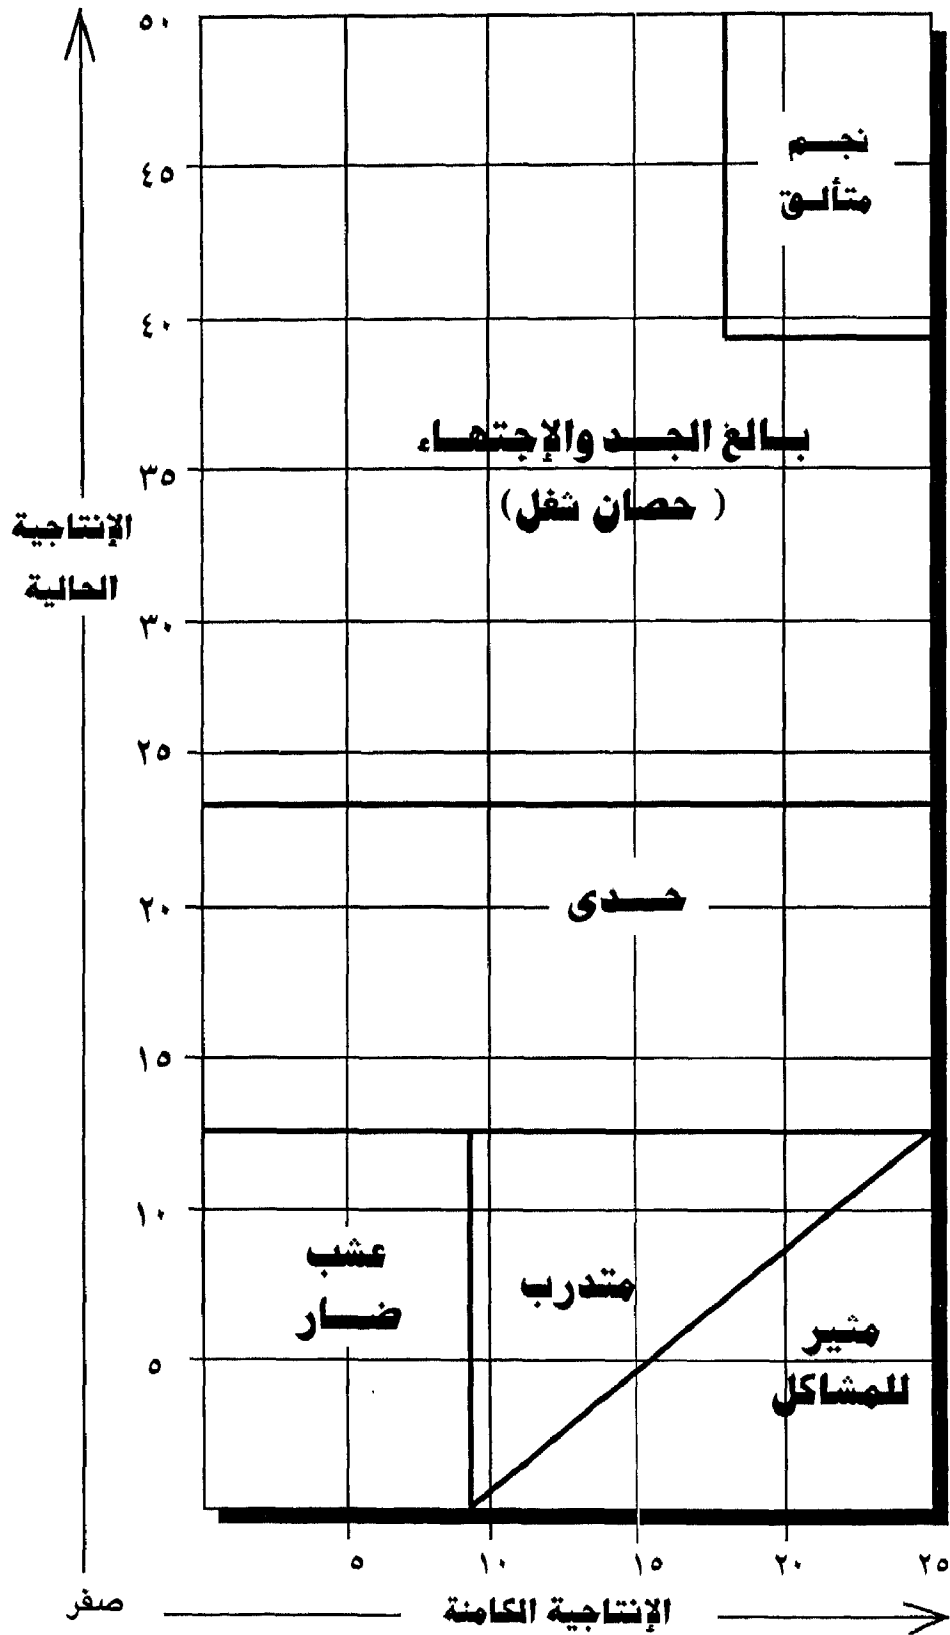 ٥٠
نجم
متألق
٤٥
٤٠
بالغ الجد والإجتهاء
(حصان شغل)
٣٥
الإنتاجية
الحالية
٣٠
٢٥
حدى
٢٠
١٥
١٠
عشب
ضار
متدرب
مثير
للمشاكل
٥
٥ ١٠ ١٥ ٢٠ ٢٥
صفر
الإنتاجية الكامنة